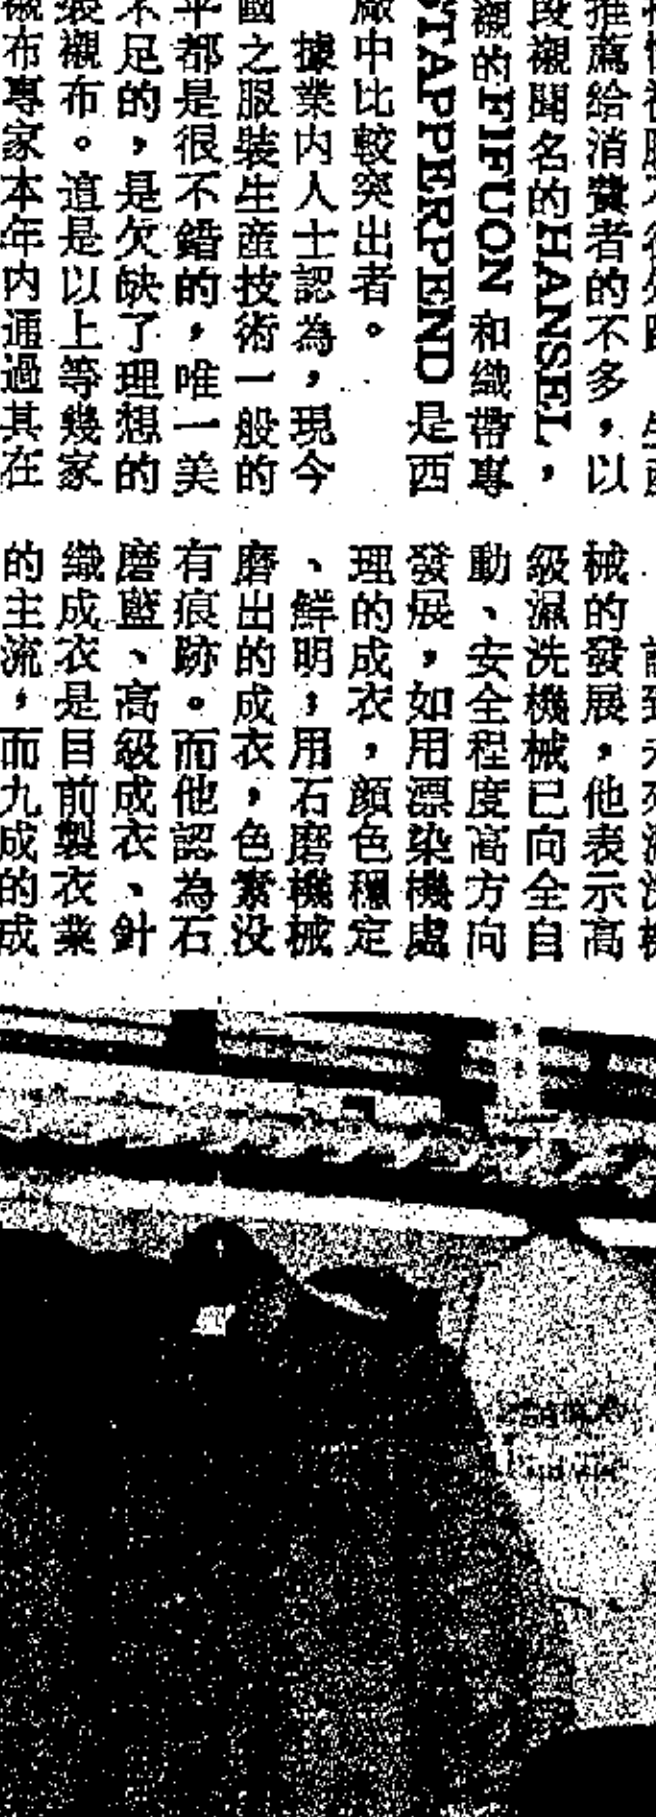 推薦給消費者的不多,以
段襯聞名的HANSEL,
襯的FIFUON 和織帶專
STAPPERPEND 是西
廠中比較突出者。
據業内人士認為,現今
國之服裝生產技術一般的
平都是很不錯的,唯一美
不足的,是欠缺了理想的
裝襯布。這是以上等幾家
襯布專家本年内通過其在
械的發展,他表示高
級濕洗機械已向全自
動、安全程度高方向
發展,如用漂染機處
理的成衣,顏色穩定
、鮮明;用石磨機械
磨出的成衣,色素没
有痕跡。而他認為石
磨藍、高級成衣、針
織成衣是目前製衣業
的主流,而九成的成